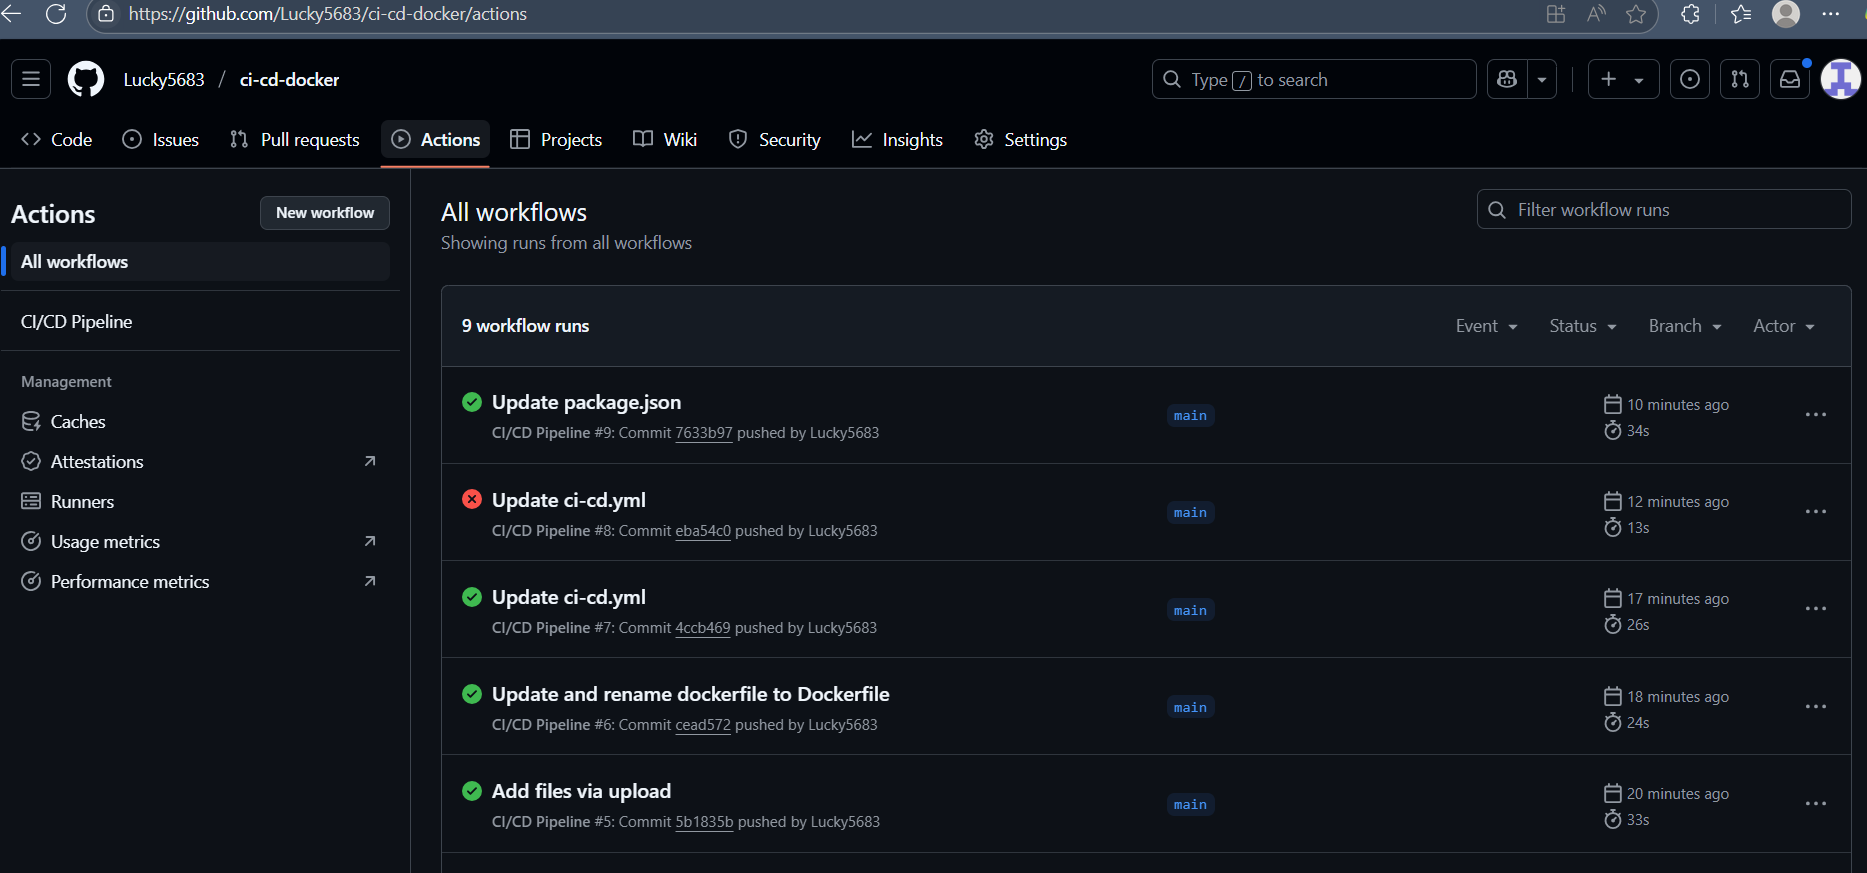 https://github.com/Lucky5683/ci-cd-docker/actions
Lucky5683 / ci-cd-docker
Type / to search
Code
Issues
Pull requests
Actions
Projects
Wiki
Security
Insights
Settings
Actions
New workflow
All workflows
CI/CD Pipeline
Management
Caches
Attestations
Runners
Usage metrics
Performance metrics
All workflows
Showing runs from all workflows
Filter workflow runs
9 workflow runs
Event
Status
Branch
Actor
Update package.json
CI/CD Pipeline #9: Commit 7633b97 pushed by Lucky5683
main
10 minutes ago
34s
Update ci-cd.yml
CI/CD Pipeline #8: Commit eba54c0 pushed by Lucky5683
main
12 minutes ago
13s
Update ci-cd.yml
CI/CD Pipeline #7: Commit 4ccb469 pushed by Lucky5683
main
17 minutes ago
26s
Update and rename dockerfile to Dockerfile
CI/CD Pipeline #6: Commit cead572 pushed by Lucky5683
main
18 minutes ago
24s
Add files via upload
CI/CD Pipeline #5: Commit 5b1835b pushed by Lucky5683
main
20 minutes ago
33s